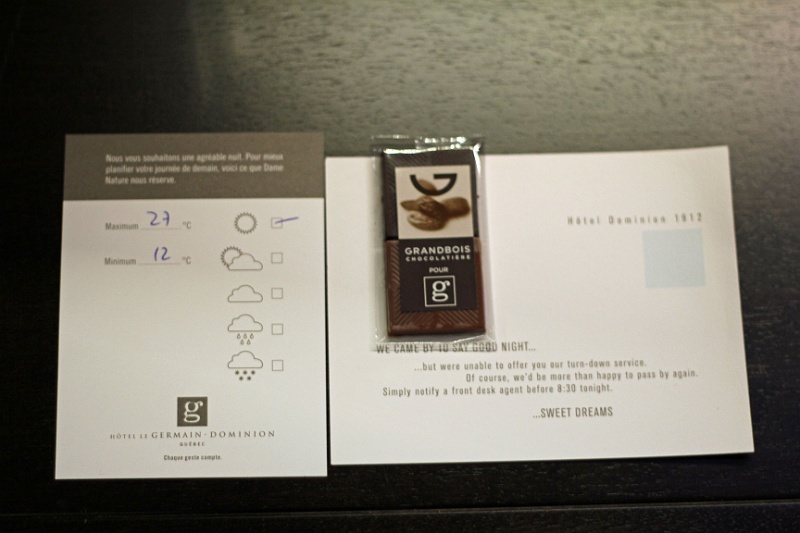 Nous vous souhaitons une agréable nuit. Pour mieux
planifier votre journée de demain, voici ce que Dame
Nature nous réserve.
Maximum 27 °C
Minimum 12 °C
g
HÔTEL LE GERMAIN-DOMINION
QUÉBEC
Chaque geste compte.
G
GRANDBOIS
CHOCOLATIÈRE
POUR
g
Hôtel Dominion 1912
WE CAME BY TO SAY GOOD NIGHT...
...but were unable to offer you our turn-down service.
Of course, we'd be more than happy to pass by again.
Simply notify a front desk agent before 8:30 tonight.
...SWEET DREAMS